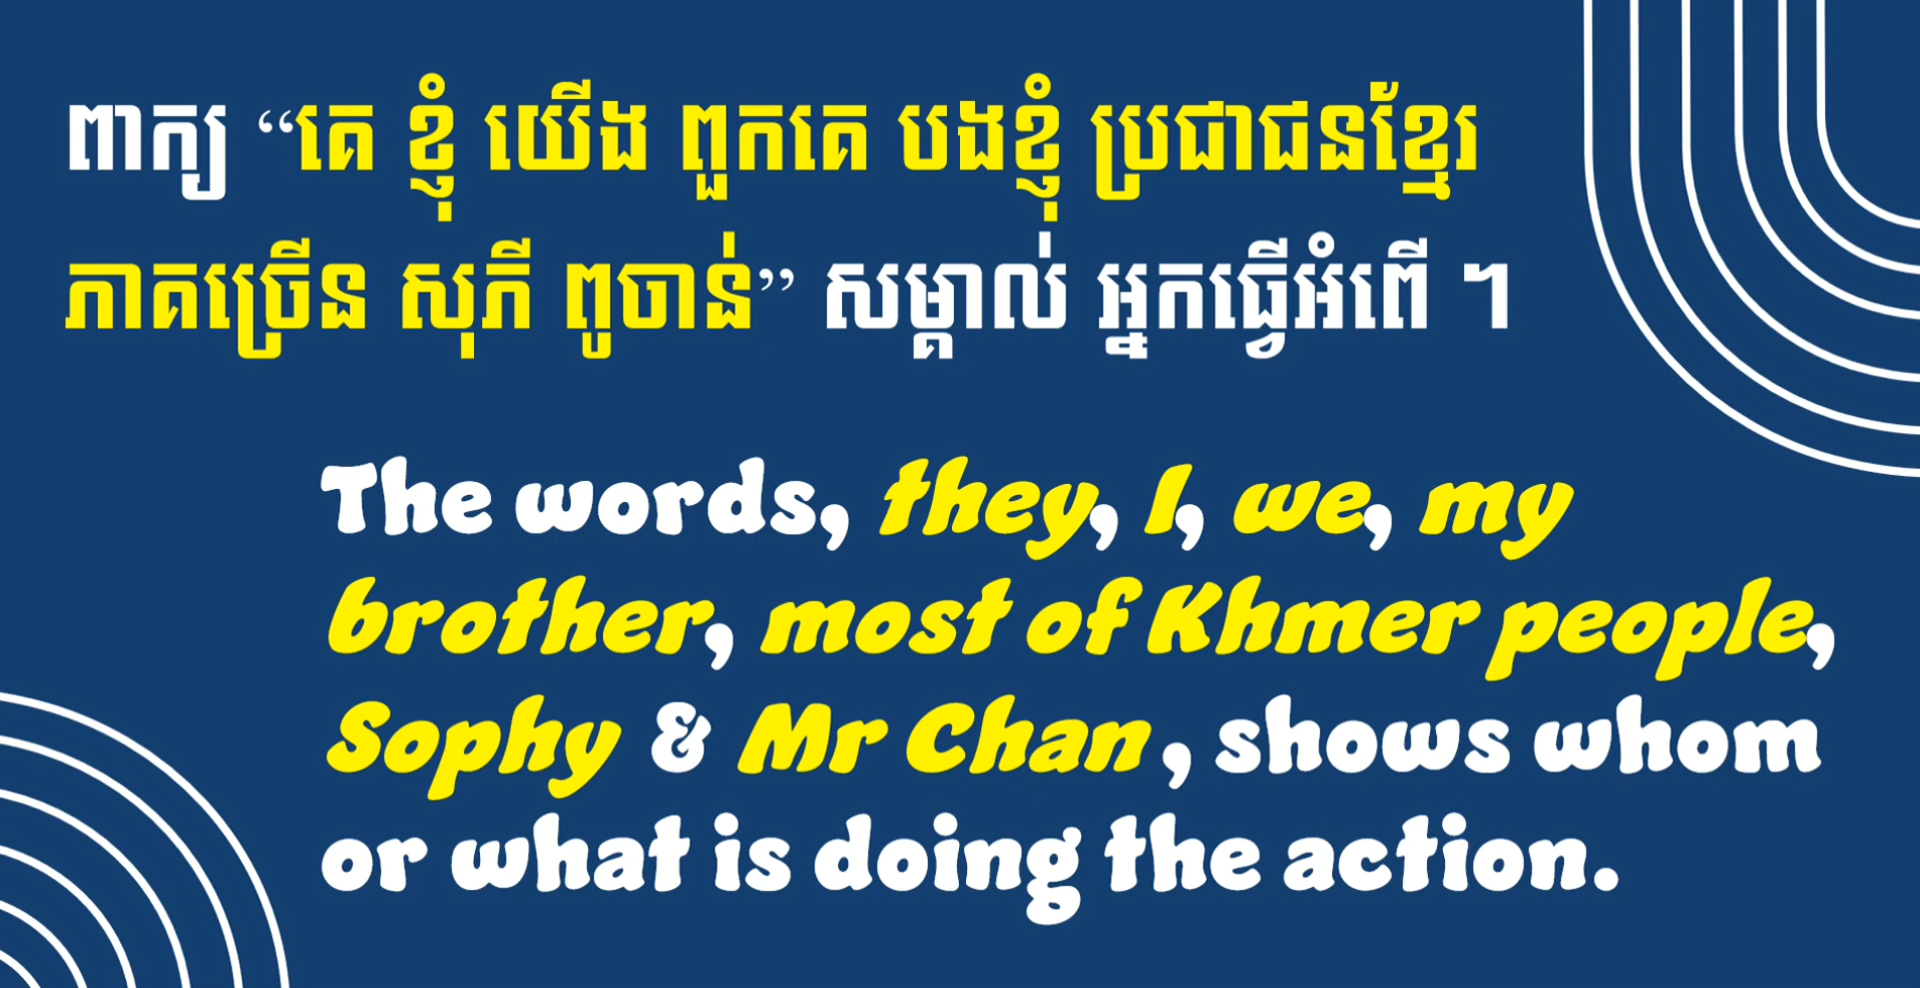 ពាក្យ “គេ ខ្ញុំ យើង ពួកគេ បងខ្ញុំ ប្រជាជនខ្មែរ
ភាគច្រើន សុភី ពូចាន់” សម្គាល់ អ្នកធ្វើអំពើ ។
The words, they, I, we, my
brother, most of Khmer people,
Sophy & Mr Chan, shows whom
or what is doing the action.